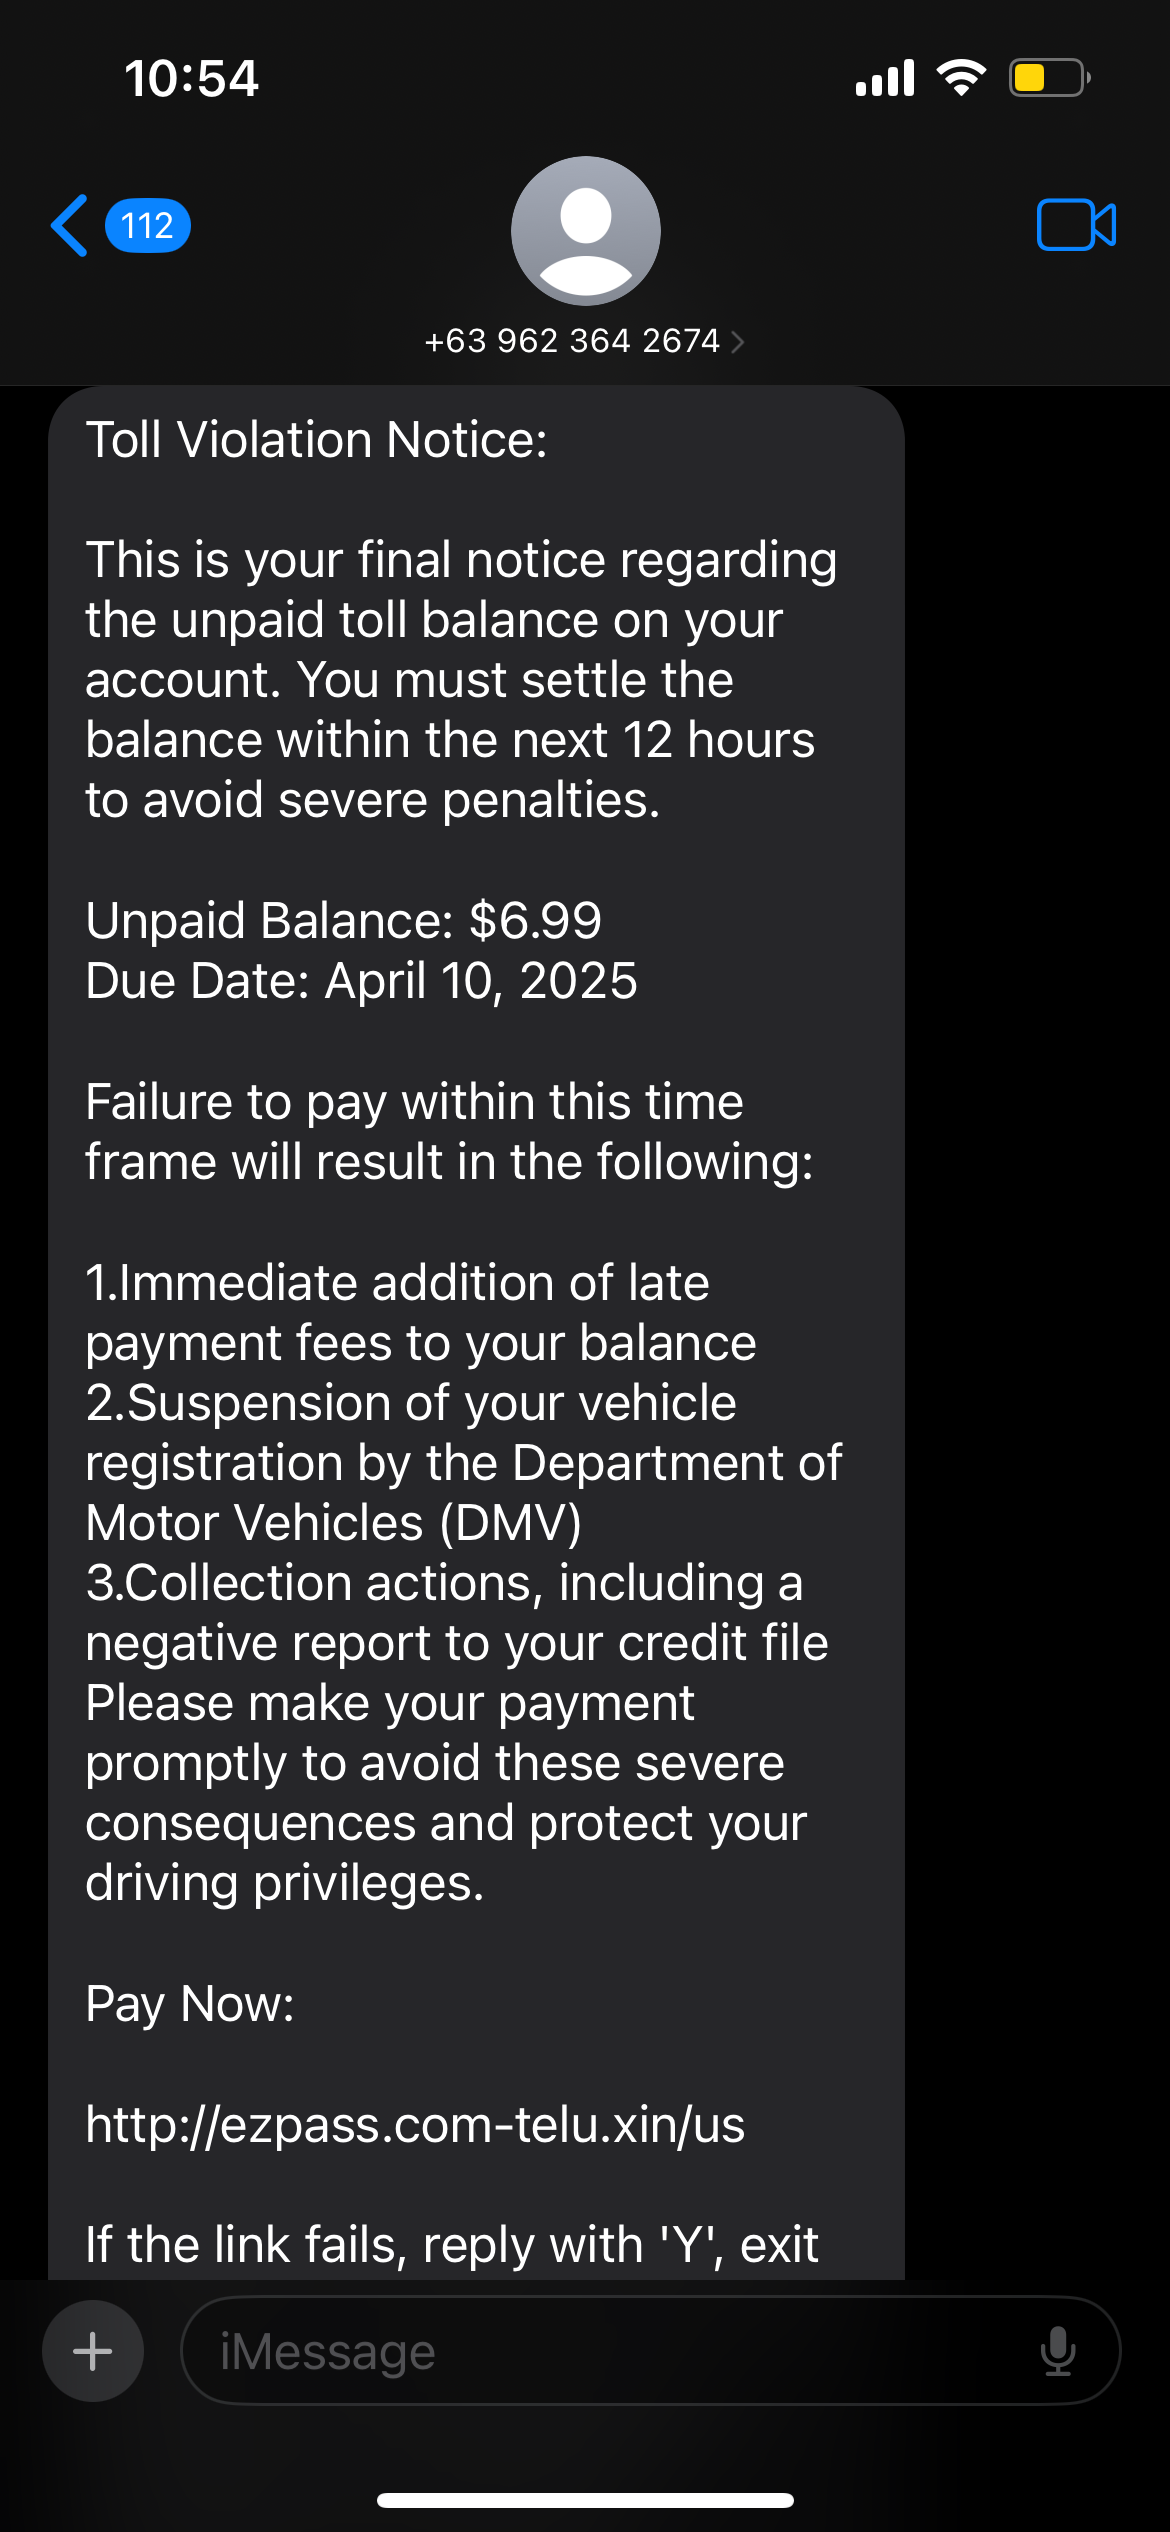 10:54
112
+63 962 364 2674
Toll Violation Notice:
This is your final notice regarding
the unpaid toll balance on your
account. You must settle the
balance within the next 12 hours
to avoid severe penalties.
Unpaid Balance: $6.99
Due Date: April 10, 2025
Failure to pay within this time
frame will result in the following:
1.Immediate addition of late
payment fees to your balance
2.Suspension of your vehicle
registration by the Department of
Motor Vehicles (DMV)
3.Collection actions, including a
negative report to your credit file
Please make your payment
promptly to avoid these severe
consequences and protect your
driving privileges.
Pay Now:
http://ezpass.com-telu.xin/us
If the link fails, reply with 'Y', exit
iMessage